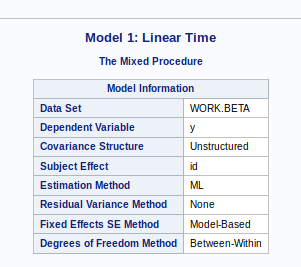 Model 1: Linear Time
The Mixed Procedure
Model Information
Data Set WORK.BETA
Dependent Variable y
Covariance Structure Unstructured
Subject Effect id
Estimation Method ML
Residual Variance Method None
Fixed Effects SE Method Model-Based
Degrees of Freedom Method Between-Within